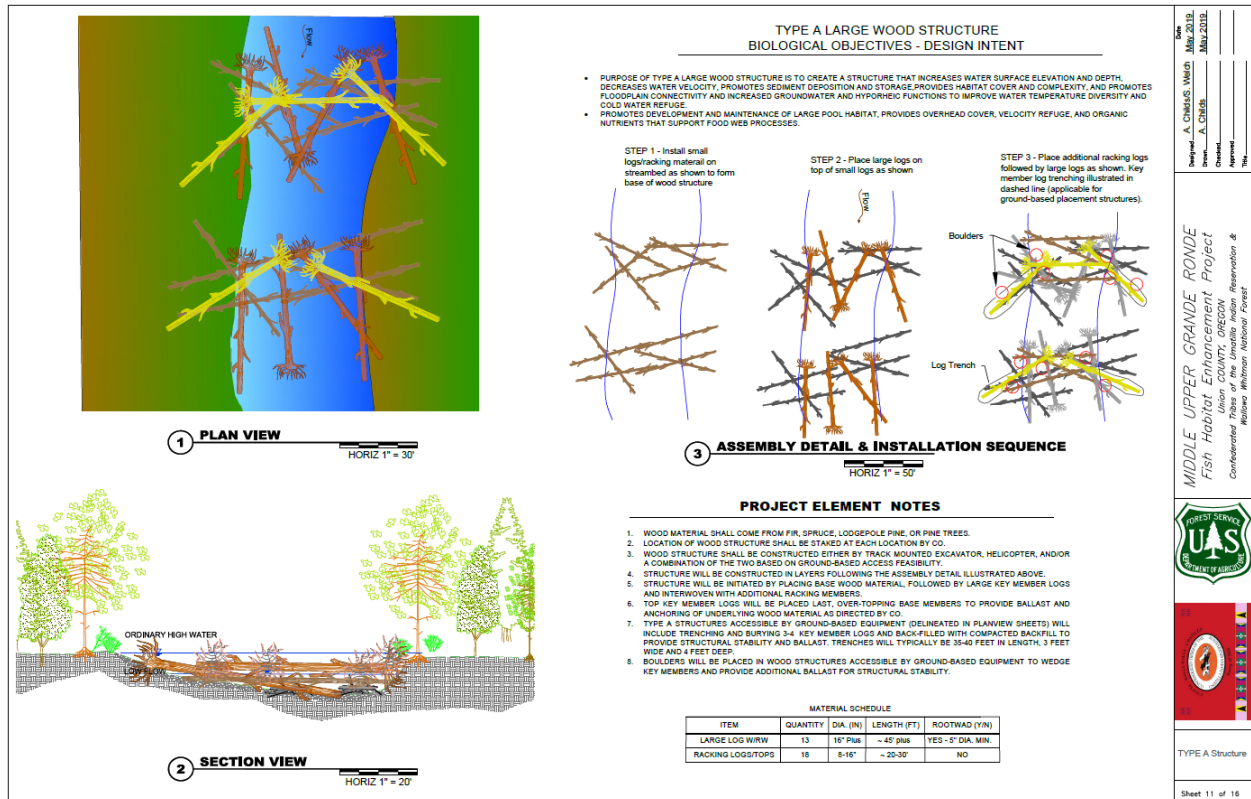 Flow
1 PLAN VIEW
HORIZ 1" = 30'
ORDINARY HIGH WATER
LOW FLOW
2 SECTION VIEW
HORIZ 1" = 20'
TYPE A LARGE WOOD STRUCTURE
BIOLOGICAL OBJECTIVES - DESIGN INTENT
• PURPOSE OF TYPE A LARGE WOOD STRUCTURE IS TO CREATE A STRUCTURE THAT INCREASES WATER SURFACE ELEVATION AND DEPTH,
DECREASES WATER VELOCITY, PROMOTES SEDIMENT DEPOSITION AND STORAGE,PROVIDES HABITAT COVER AND COMPLEXITY, AND PROMOTES
FLOODPLAIN CONNECTIVITY AND INCREASED GROUNDWATER AND HYPORHEIC FUNCTIONS TO IMPROVE WATER TEMPERATURE DIVERSITY AND
COLD WATER REFUGE.
• PROMOTES DEVELOPMENT AND MAINTENANCE OF LARGE POOL HABITAT, PROVIDES OVERHEAD COVER, VELOCITY REFUGE, AND ORGANIC
NUTRIENTS THAT SUPPORT FOOD WEB PROCESSES.
STEP 1 - Install small
logs/racking materail on
streambed as shown to form
base of wood structure
STEP 2 - Place large logs on
top of small logs as shown
Flow
STEP 3 - Place additional racking logs
followed by large logs as shown. Key
member log trenching illustrated in
dashed line (applicable for
ground-based placement structures).
Boulders
Log Trench
3 ASSEMBLY DETAIL & INSTALLATION SEQUENCE
HORIZ 1" = 50'
PROJECT ELEMENT NOTES
1. WOOD MATERIAL SHALL COME FROM FIR, SPRUCE, LODGEPOLE PINE, OR PINE TREES.
2. LOCATION OF WOOD STRUCTURE SHALL BE STAKED AT EACH LOCATION BY CO.
3. WOOD STRUCTURE SHALL BE CONSTRUCTED EITHER BY TRACK MOUNTED EXCAVATOR, HELICOPTER, AND/OR
A COMBINATION OF THE TWO BASED ON GROUND-BASED ACCESS FEASIBILITY.
4. STRUCTURE WILL BE CONSTRUCTED IN LAYERS FOLLOWING THE ASSEMBLY DETAIL ILLUSTRATED ABOVE.
5. STRUCTURE WILL BE INITIATED BY PLACING BASE WOOD MATERIAL, FOLLOWED BY LARGE KEY MEMBER LOGS
AND INTERWOVEN WITH ADDITIONAL RACKING MEMBERS.
6. TOP KEY MEMBER LOGS WILL BE PLACED LAST, OVER-TOPPING BASE MEMBERS TO PROVIDE BALLAST AND
ANCHORING OF UNDERLYING WOOD MATERIAL AS DIRECTED BY CO.
7. TYPE A STRUCTURES ACCESSIBLE BY GROUND-BASED EQUIPMENT (DELINEATED IN PLANVIEW SHEETS) WILL
INCLUDE TRENCHING AND BURYING 3-4 KEY MEMBER LOGS AND BACK-FILLED WITH COMPACTED BACKFILL TO
PROVIDE STRUCTURAL STABILITY AND BALLAST. TRENCHES WILL TYPICALLY BE 35-40 FEET IN LENGTH, 3 FEET
WIDE AND 4 FEET DEEP.
8. BOULDERS WILL BE PLACED IN WOOD STRUCTURES ACCESSIBLE BY GROUND-BASED EQUIPMENT TO WEDGE
KEY MEMBERS AND PROVIDE ADDITIONAL BALLAST FOR STRUCTURAL STABILITY.
MATERIAL SCHEDULE
ITEM QUANTITY DIA. (IN) LENGTH (FT) ROOTWAD (Y/N)
LARGE LOG W/RW 13 16" Plus ~ 45' plus YES - 5" DIA. MIN.
RACKING LOGS/TOPS 18 8-16" ~ 20-30' NO
Date
Designed A. Childs/S. Welch May 2019
Drawn A. Childs May 2019
Checked
Approved
Title
MIDDLE UPPER GRANDE RONDE
Fish Habitat Enhancement Project
Union COUNTY, OREGON
Confederated Tribes of the Umatilla Indian Reservation &
Wallowa Whitman National Forest
FOREST SERVICE
US
DEPARTMENT OF AGRICULTURE
TYPE A Structure
Sheet 11 of 16